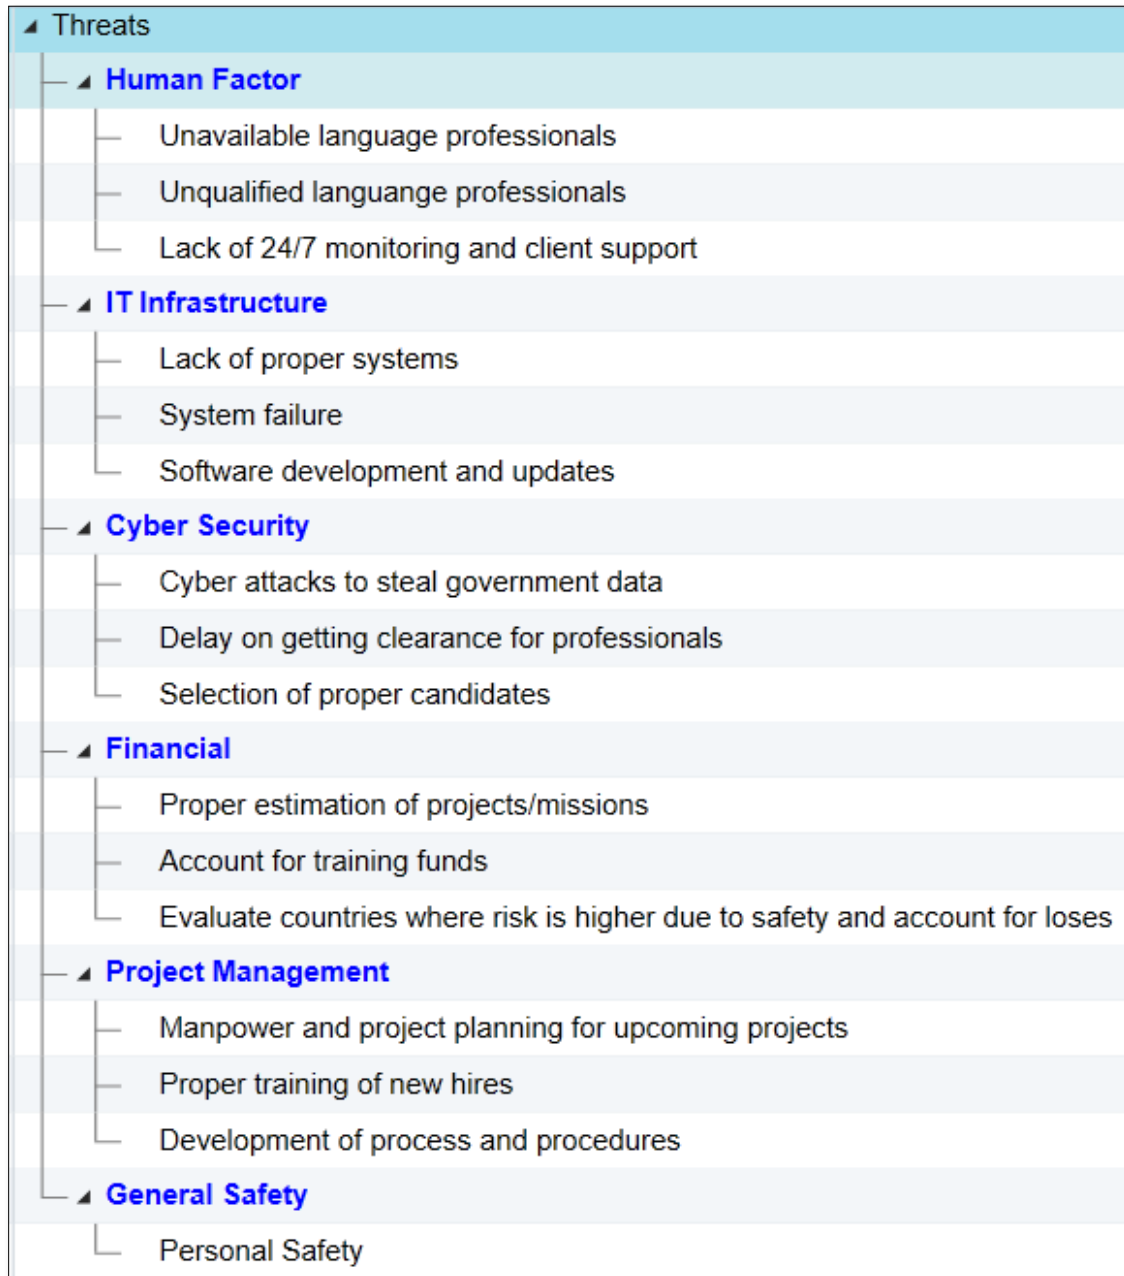 Threats
Human Factor
Unavailable language professionals
Unqualified languange professionals
Lack of 24/7 monitoring and client support
IT Infrastructure
Lack of proper systems
System failure
Software development and updates
Cyber Security
Cyber attacks to steal government data
Delay on getting clearance for professionals
Selection of proper candidates
Financial
Proper estimation of projects/missions
Account for training funds
Evaluate countries where risk is higher due to safety and account for loses
Project Management
Manpower and project planning for upcoming projects
Proper training of new hires
Development of process and procedures
General Safety
Personal Safety